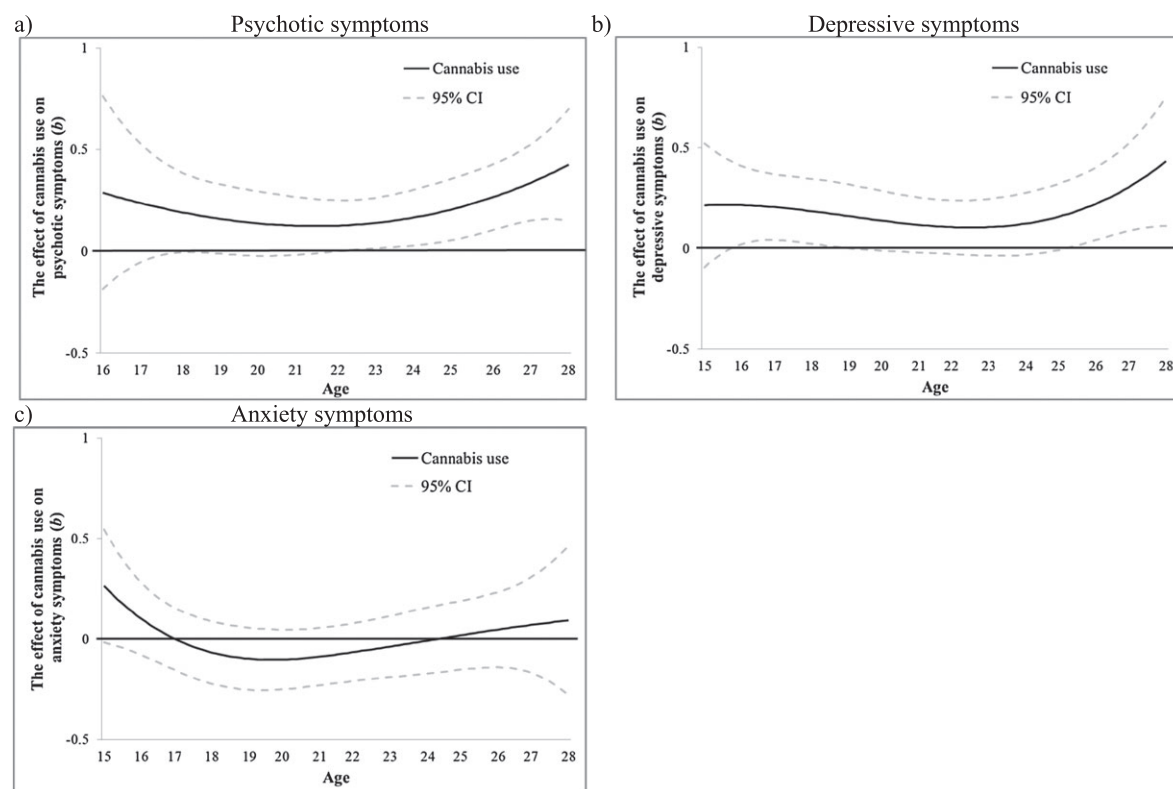 a) Psychotic symptoms
1
0.5
0
-0.5
The effect of cannabis use on
psychotic symptoms (b)
Cannabis use
95% CI
16 17 18 19 20 21 22 23 24 25 26 27 28
Age
b) Depressive symptoms
1
0.5
0
-0.5
The effect of cannabis use on
depressive symptoms (b)
Cannabis use
95% CI
15 16 17 18 19 20 21 22 23 24 25 26 27 28
Age
c) Anxiety symptoms
1
0.5
0
-0.5
The effect of cannabis use on
anxiety symptoms (b)
Cannabis use
95% CI
15 16 17 18 19 20 21 22 23 24 25 26 27 28
Age